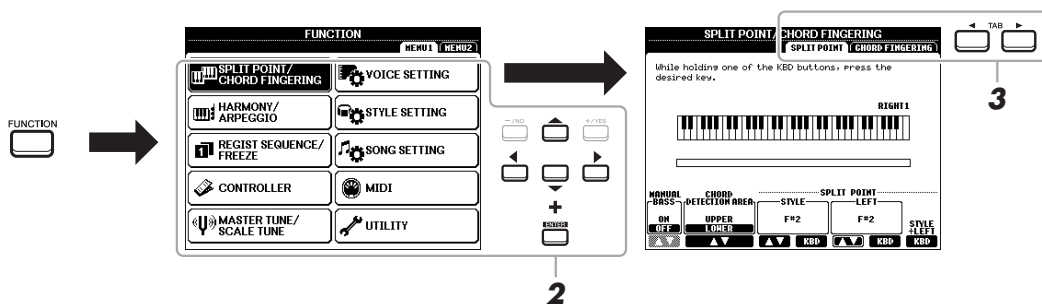 FUNCTION
FUNCTION
MENU1 MENU2
SPLIT POINT/
CHORD FINGERING
VOICE SETTING
HARMONY/
ARPEGGIO
STYLE SETTING
REGIST SEQUENCE/
FREEZE
SONG SETTING
CONTROLLER
MIDI
MASTER TUNE/
SCALE TUNE
UTILITY
-/NO
+/YES
+
ENTER
2
SPLIT POINT/CHORD FINGERING
SPLIT POINT CHORD FINGERING
While holding one of the KBD buttons, press the
desired key.
RIGHT1
MANUAL
BASS
CHORD
DETECTION AREA
SPLIT POINT
STYLE
LEFT
ON
OFF
UPPER
LOWER
F#2
F#2
STYLE
+LEFT
KBD
KBD
KBD
TAB
3